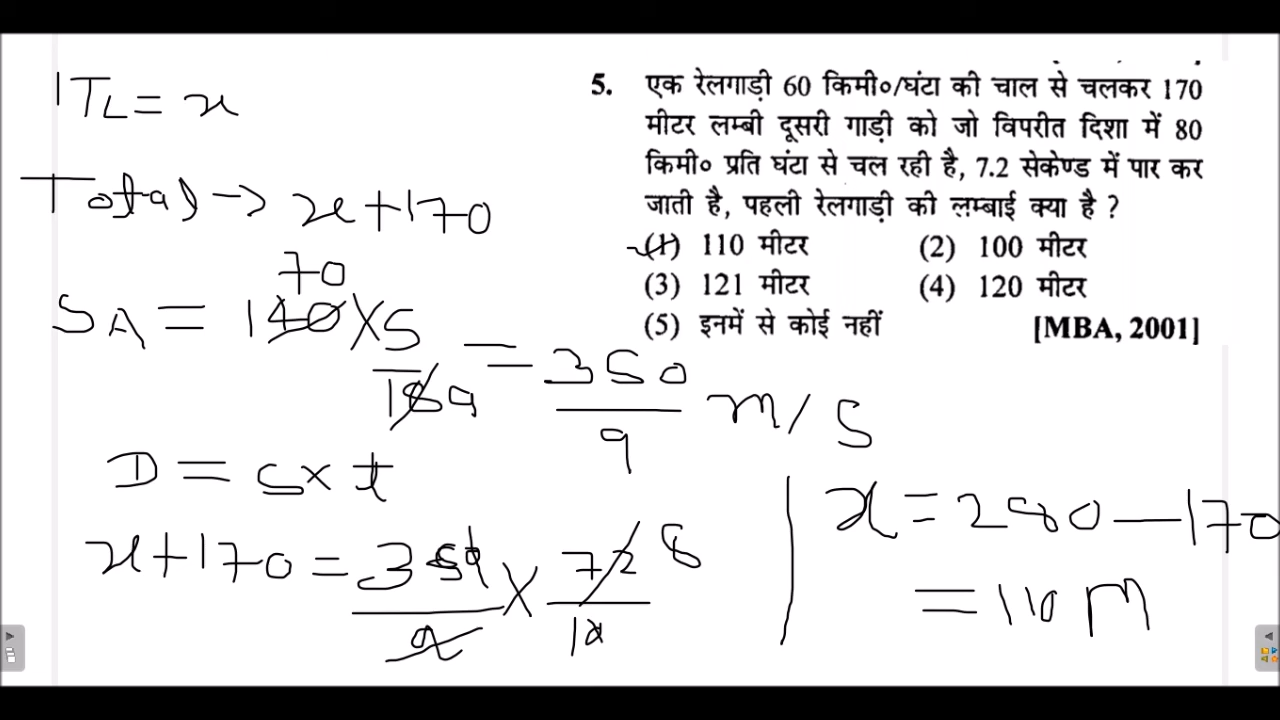 1TL = x
Total → x+170
70
SA = 140 × 5
189 = 350
9
m/s
D = s × t
x+170 = 350 × 72 8
9 10
5. एक रेलगाड़ी 60 किमी०/घंटा की चाल से चलकर 170
मीटर लम्बी दूसरी गाड़ी को जो विपरीत दिशा में 80
किमी० प्रति घंटा से चल रही है, 7.2 सेकेण्ड में पार कर
जाती है, पहली रेलगाड़ी की लम्बाई क्या है ?
(1) 110 मीटर (2) 100 मीटर
(3) 121 मीटर (4) 120 मीटर
(5) इनमें से कोई नहीं [MBA, 2001]
x = 280 — 170
= 110 M